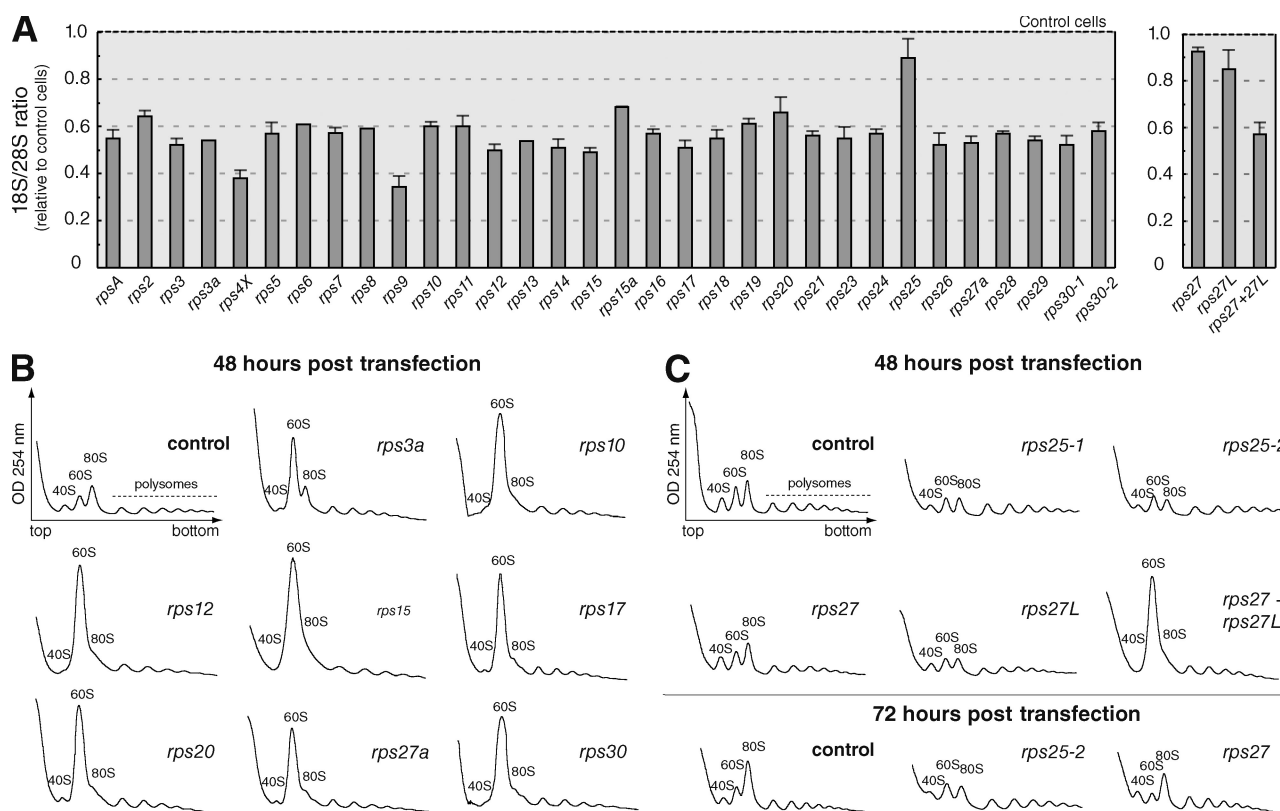 A
Control cells
18S/28S ratio
(relative to control cells)
1.0
0.8
0.6
0.4
0.2
0
rpsA rps2 rps3 rps3a rps4X rps5 rps6 rps7 rps8 rps9 rps10 rps11 rps12 rps13 rps14 rps15 rps15a rps16 rps17 rps18 rps19 rps20 rps21 rps23 rps24 rps25 rps26 rps27a rps28 rps29 rps30-1 rps30-2
1.0
0.8
0.6
0.4
0.2
0
rps27 rps27L rps27+27L
B
48 hours post transfection
OD 254 nm
control
40S 60S 80S
polysomes
top bottom
rps3a
40S 60S 80S
rps10
40S 60S 80S
rps12
40S 60S 80S
rps15
40S 60S 80S
rps17
40S 60S 80S
rps20
40S 60S 80S
rps27a
40S 60S 80S
rps30
40S 60S 80S
C
48 hours post transfection
OD 254 nm
control
40S 60S 80S
polysomes
top bottom
rps25-1
40S 60S 80S
rps25-2
40S 60S 80S
rps27
40S 60S 80S
rps27L
40S 60S 80S
rps27 -
rps27L
40S 60S 80S
72 hours post transfection
control
40S 60S 80S
rps25-2
40S 60S 80S
rps27
40S 60S 80S